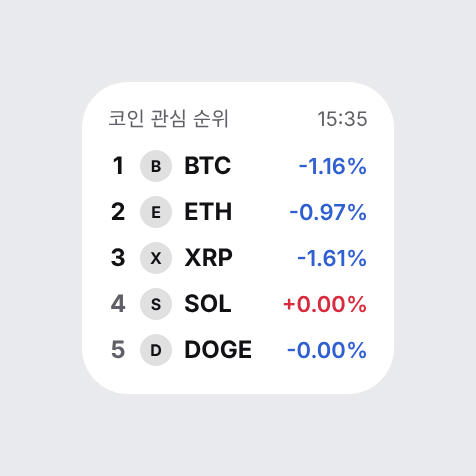 코인 관심 순위 15:35
1 B BTC -1.16%
2 E ETH -0.97%
3 X XRP -1.61%
4 S SOL +0.00%
5 D DOGE -0.00%